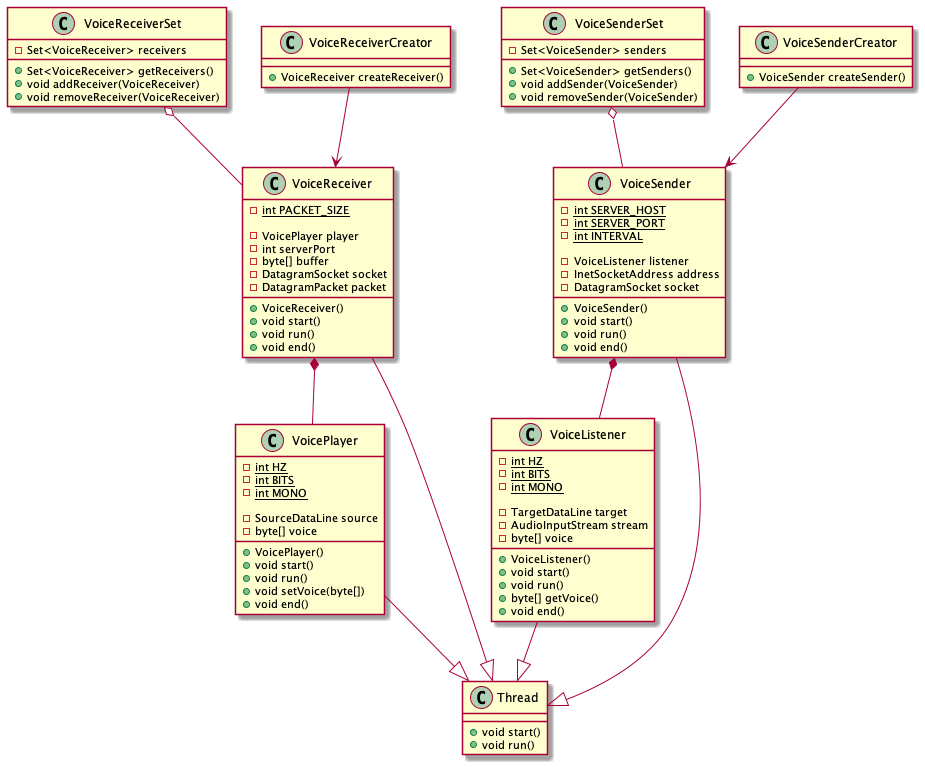 C VoiceReceiverSet
Set<VoiceReceiver> receivers
Set<VoiceReceiver> getReceivers()
void addReceiver(VoiceReceiver)
void removeReceiver(VoiceReceiver)
C VoiceReceiverCreator
VoiceReceiver createReceiver()
C VoiceSenderSet
Set<VoiceSender> senders
Set<VoiceSender> getSenders()
void addSender(VoiceSender)
void removeSender(VoiceSender)
C VoiceSenderCreator
VoiceSender createSender()
C VoiceReceiver
int PACKET_SIZE
VoicePlayer player
int serverPort
byte[] buffer
DatagramSocket socket
DatagramPacket packet
VoiceReceiver()
void start()
void run()
void end()
C VoiceSender
int SERVER_HOST
int SERVER_PORT
int INTERVAL
VoiceListener listener
InetSocketAddress address
DatagramSocket socket
VoiceSender()
void start()
void run()
void end()
C VoicePlayer
int HZ
int BITS
int MONO
SourceDataLine source
byte[] voice
VoicePlayer()
void start()
void run()
void setVoice(byte[])
void end()
C VoiceListener
int HZ
int BITS
int MONO
TargetDataLine target
AudioInputStream stream
byte[] voice
VoiceListener()
void start()
void run()
byte[] getVoice()
void end()
C Thread
void start()
void run()